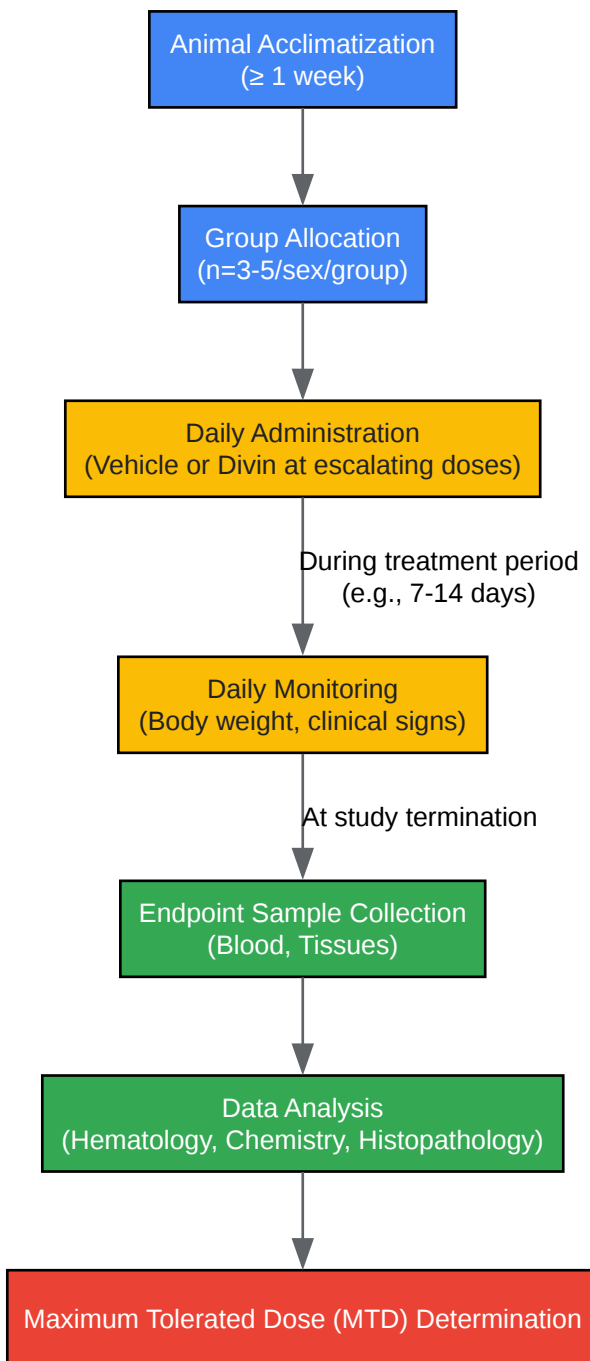 Animal Acclimatization
(≥ 1 week)
Group Allocation
(n=3-5/sex/group)
Daily Administration
(Vehicle or Divin at escalating doses)
During treatment period
(e.g., 7-14 days)
Daily Monitoring
(Body weight, clinical signs)
At study termination
Endpoint Sample Collection
(Blood, Tissues)
Data Analysis
(Hematology, Chemistry, Histopathology)
Maximum Tolerated Dose (MTD) Determination